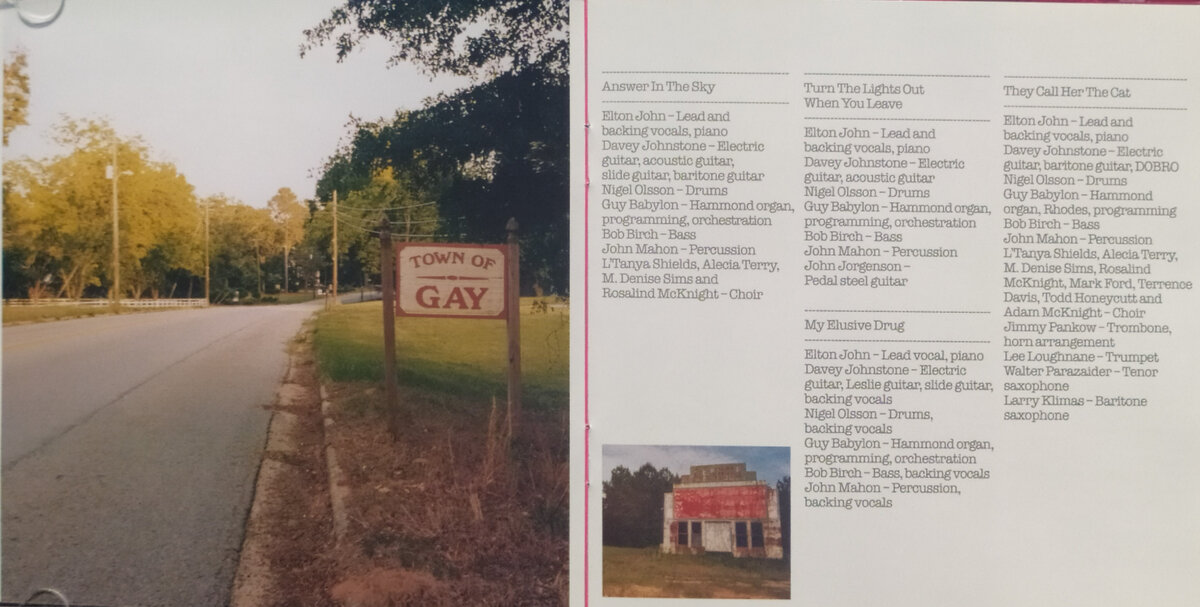 TOWN OF
GAY
Answer In The Sky
Elton John – Lead and
backing vocals, piano
Davey Johnstone – Electric
guitar, acoustic guitar,
slide guitar, baritone guitar
Nigel Olsson – Drums
Guy Babylon – Hammond organ,
programming, orchestration
Bob Birch – Bass
John Mahon – Percussion
L'Tanya Shields, Alecia Terry,
M. Denise Sims and
Rosalind McKnight – Choir
Turn The Lights Out
When You Leave
Elton John – Lead and
backing vocals, piano
Davey Johnstone – Electric
guitar, acoustic guitar
Nigel Olsson – Drums
Guy Babylon – Hammond organ,
programming, orchestration
Bob Birch – Bass
John Mahon – Percussion
John Jorgenson –
Pedal steel guitar
My Elusive Drug
Elton John – Lead vocal, piano
Davey Johnstone – Electric
guitar, Leslie guitar, slide guitar,
backing vocals
Nigel Olsson – Drums,
backing vocals
Guy Babylon – Hammond organ,
programming, orchestration
Bob Birch – Bass, backing vocals
John Mahon – Percussion,
backing vocals
They Call Her The Cat
Elton John – Lead and
backing vocals, piano
Davey Johnstone – Electric
guitar, baritone guitar, DOBRO
Nigel Olsson – Drums
Guy Babylon – Hammond
organ, Rhodes, programming
Bob Birch – Bass
John Mahon – Percussion
L'Tanya Shields, Alecia Terry,
M. Denise Sims, Rosalind
McKnight, Mark Ford, Terrence
Davis, Todd Honeycutt and
Adam McKnight – Choir
Jimmy Pankow – Trombone,
horn arrangement
Lee Loughnane – Trumpet
Walter Parazaider – Tenor
saxophone
Larry Klimas – Baritone
saxophone